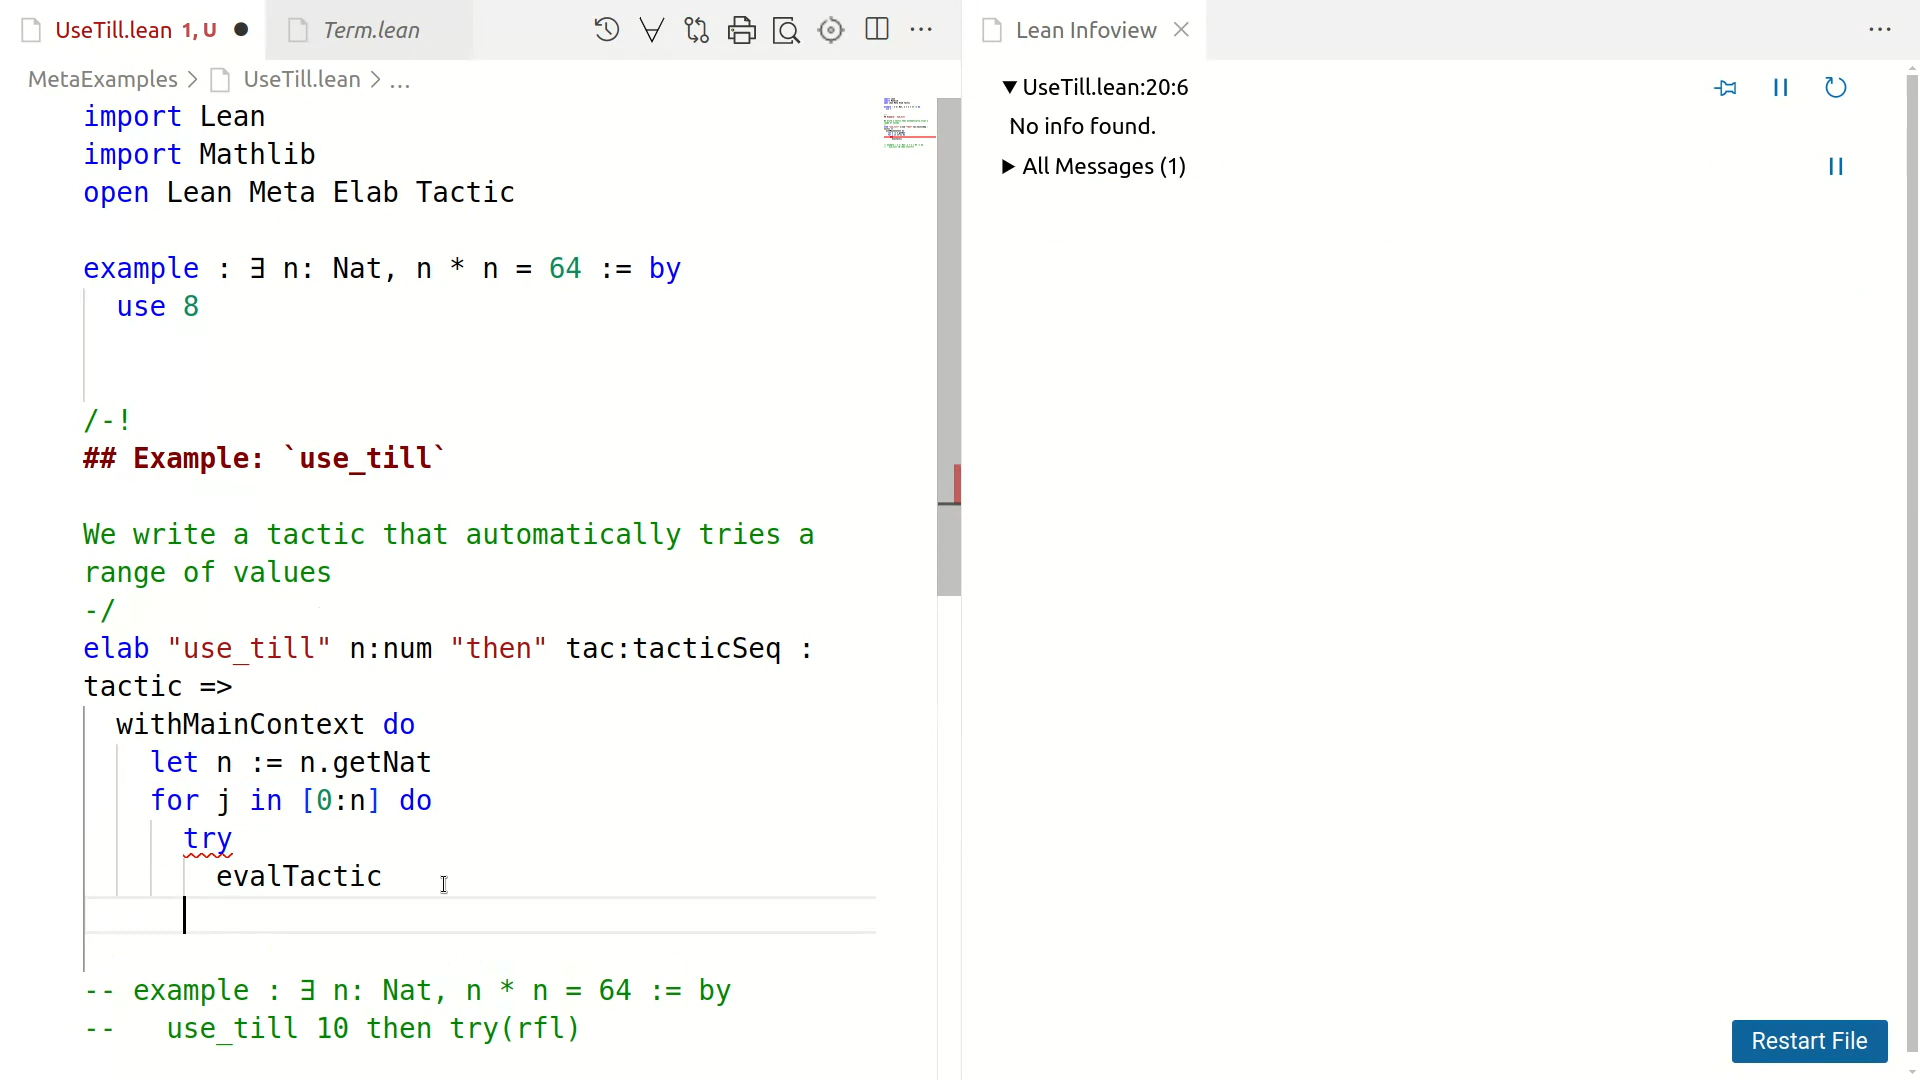 UseTill.lean 1, U ● Term.lean
Lean Infoview
MetaExamples > UseTill.lean > ...
import Lean
import Mathlib
open Lean Meta Elab Tactic
example : ∃ n: Nat, n * n = 64 := by
use 8
/-!
## Example: `use_till`
We write a tactic that automatically tries a
range of values
-/
elab "use_till" n:num "then" tac:tacticSeq :
tactic =>
withMainContext do
let n := n.getNat
for j in [0:n] do
try
evalTactic
-- example : ∃ n: Nat, n * n = 64 := by
--   use_till 10 then try(rfl)
▼ UseTill.lean:20:6
No info found.
▶ All Messages (1)
Restart File